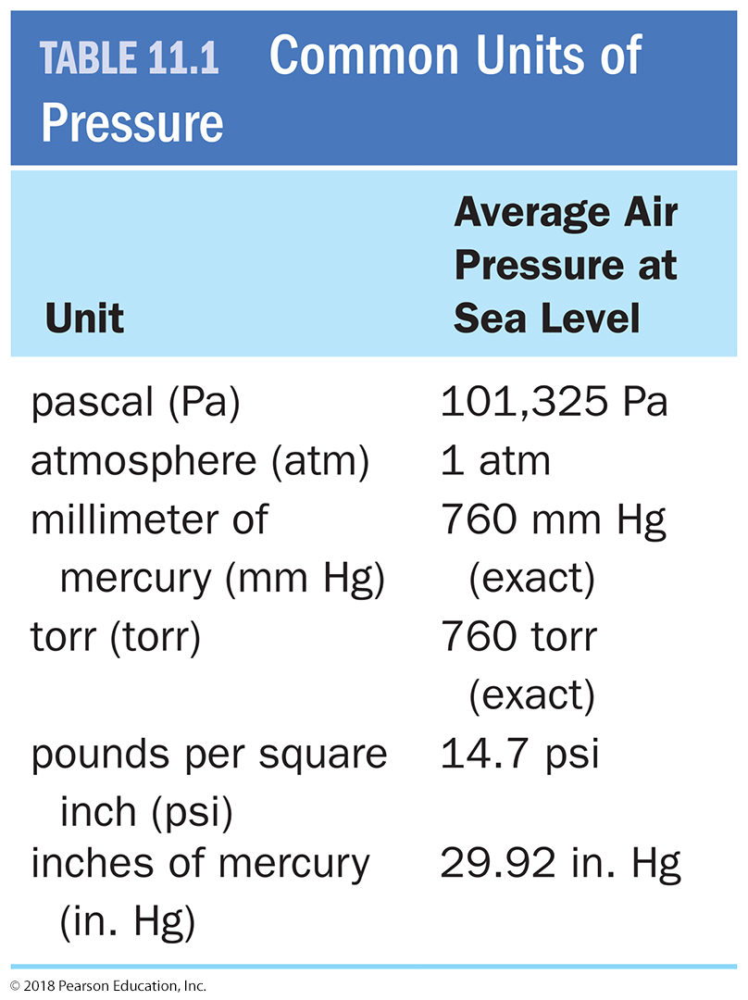 TABLE 11.1 Common Units of
Pressure
Unit
Average Air
Pressure at
Sea Level
pascal (Pa) 101,325 Pa
atmosphere (atm) 1 atm
millimeter of 760 mm Hg
mercury (mm Hg) (exact)
torr (torr) 760 torr
(exact)
pounds per square 14.7 psi
inch (psi)
inches of mercury 29.92 in. Hg
(in. Hg)
© 2018 Pearson Education, Inc.